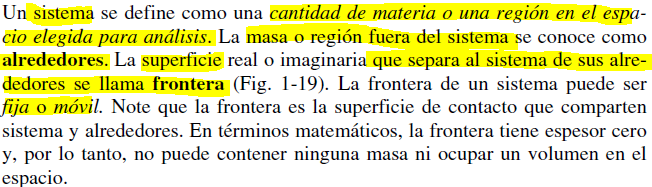 Un sistema se define como una cantidad de materia o una región en el espa-
cio elegida para análisis. La masa o región fuera del sistema se conoce como
alrededores. La superficie real o imaginaria que separa al sistema de sus alre-
dedores se llama frontera (Fig. 1-19). La frontera de un sistema puede ser
fija o móvil. Note que la frontera es la superficie de contacto que comparten
sistema y alrededores. En términos matemáticos, la frontera tiene espesor cero
y, por lo tanto, no puede contener ninguna masa ni ocupar un volumen en el
espacio.